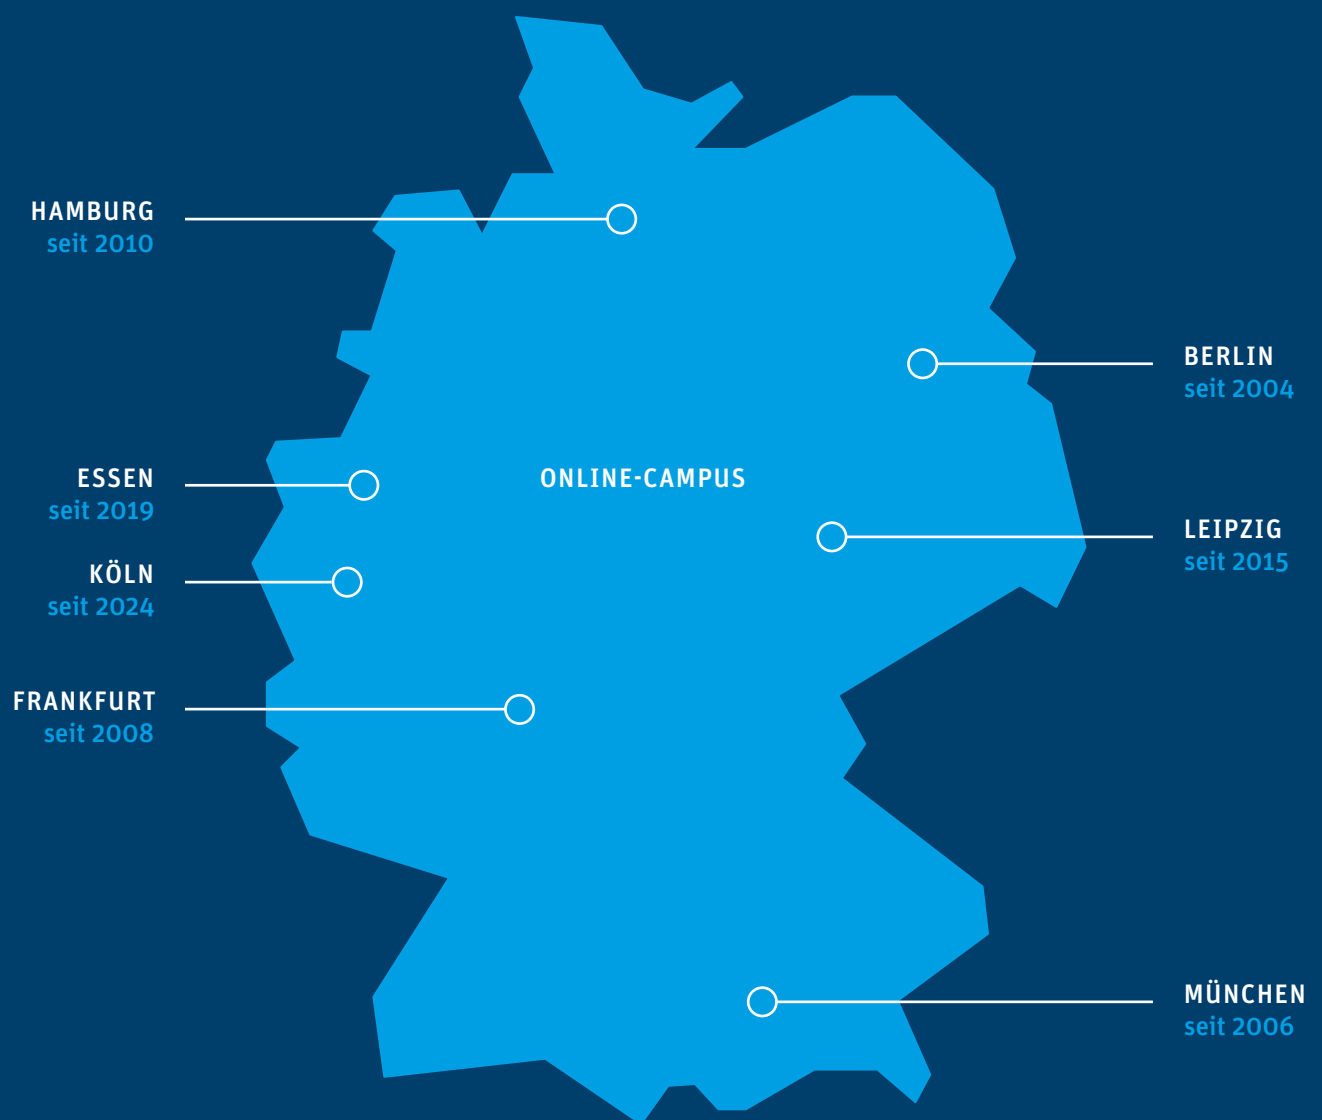 HAMBURG
seit 2010
BERLIN
seit 2004
ESSEN
seit 2019
ONLINE-CAMPUS
LEIPZIG
seit 2015
KÖLN
seit 2024
FRANKFURT
seit 2008
MÜNCHEN
seit 2006